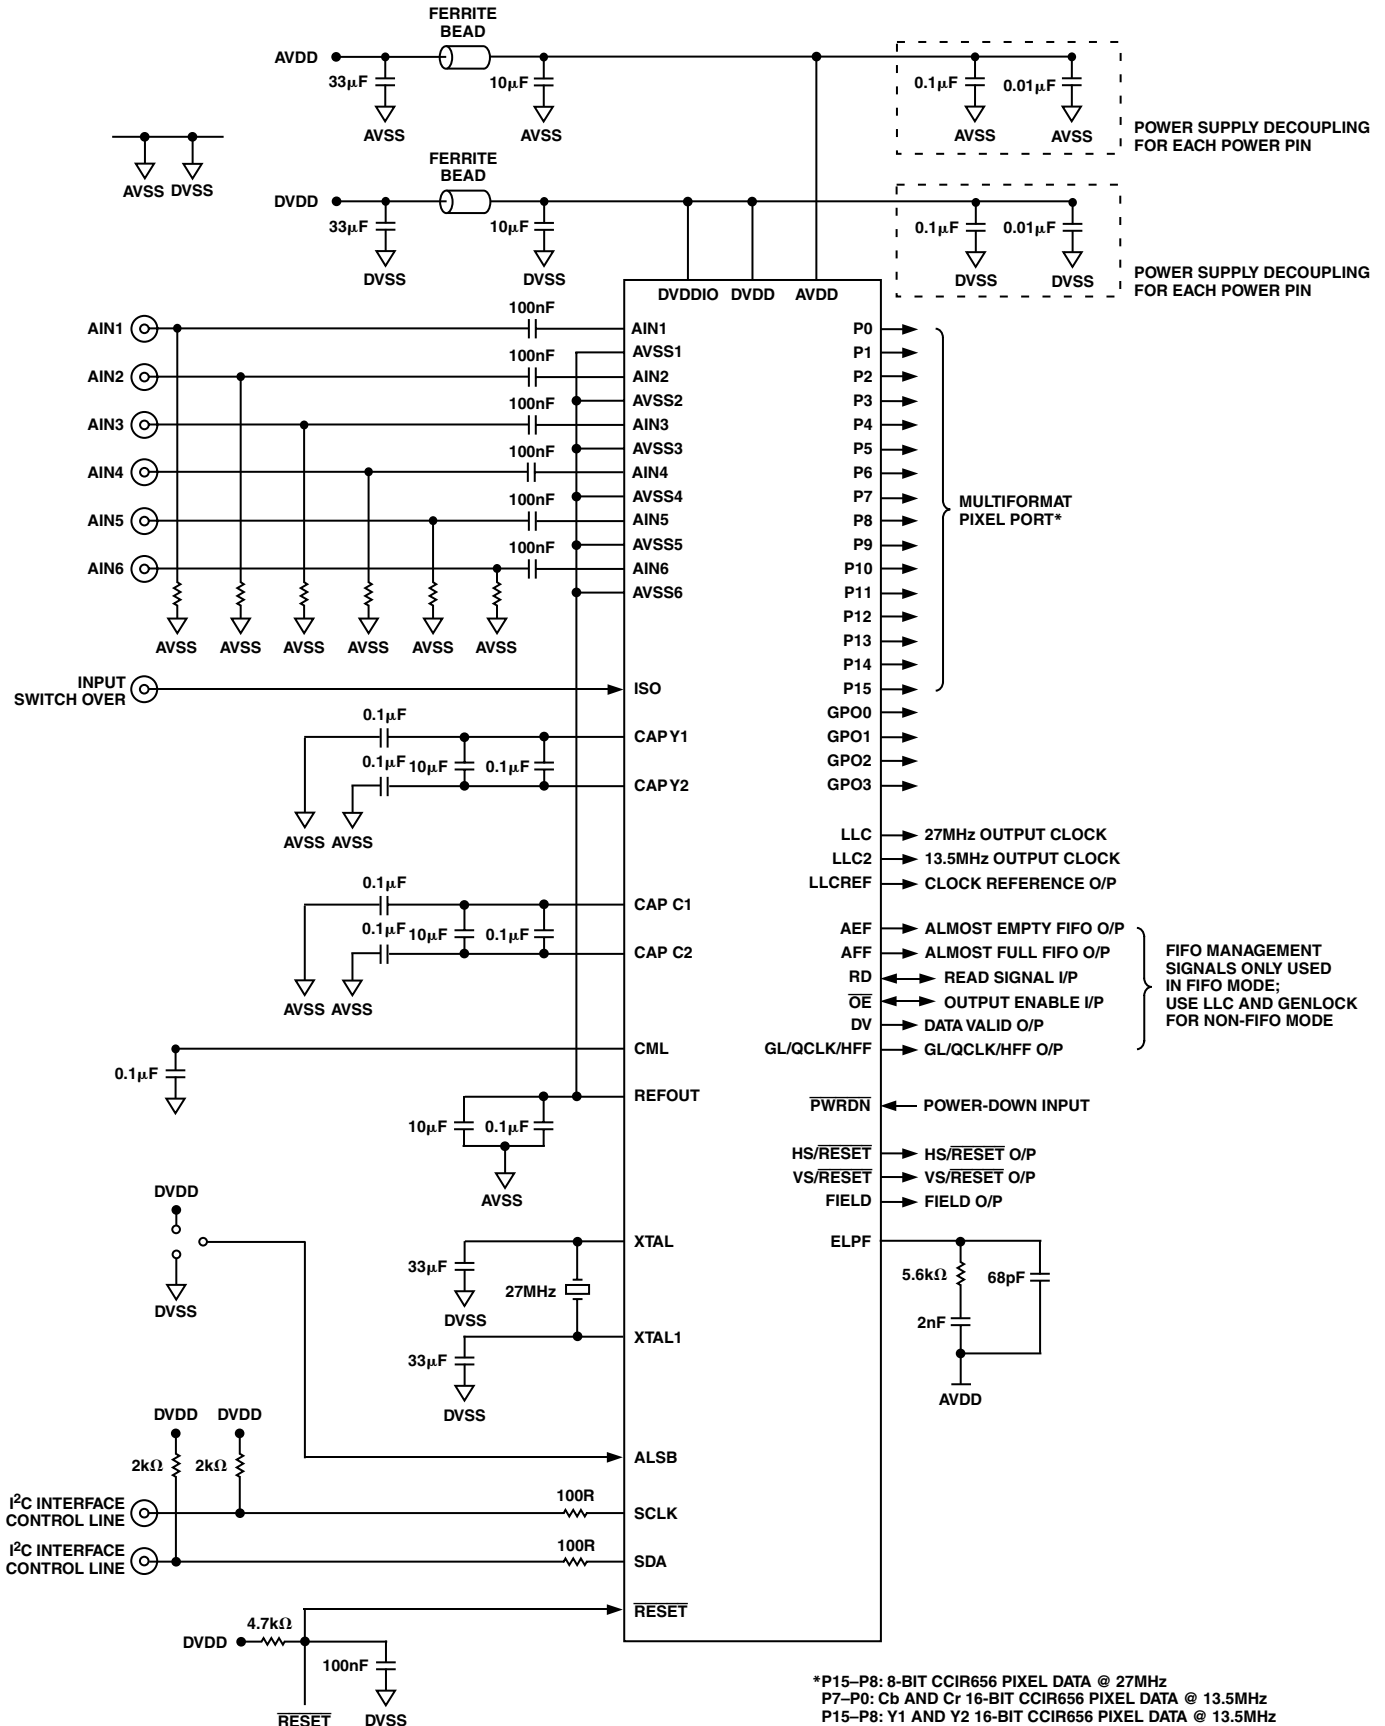 FERRITE
BEAD
AVDD
33μF
10μF
0.1μF
0.01μF
AVSS
AVSS
AVSS
AVSS
POWER SUPPLY DECOUPLING
FOR EACH POWER PIN
AVSS DVSS
FERRITE
BEAD
DVDD
33μF
10μF
0.1μF
0.01μF
DVSS
DVSS
DVSS
DVSS
POWER SUPPLY DECOUPLING
FOR EACH POWER PIN
DVDDIO DVDD AVDD
AIN1
100nF
AIN1
AVSS1
AIN2
100nF
AIN2
AVSS2
AIN3
100nF
AIN3
AVSS3
AIN4
100nF
AIN4
AVSS4
AIN5
100nF
AIN5
AVSS5
AIN6
100nF
AIN6
AVSS6
AVSS AVSS AVSS AVSS AVSS AVSS
P0
P1
P2
P3
P4
P5
P6
P7
P8
P9
P10
P11
P12
P13
P14
P15
MULTIFORMAT
PIXEL PORT*
GPO0
GPO1
GPO2
GPO3
INPUT
SWITCH OVER
ISO
0.1μF
CAP Y1
0.1μF 10μF 0.1μF
CAP Y2
AVSS AVSS
0.1μF
CAP C1
0.1μF 10μF 0.1μF
CAP C2
AVSS AVSS
LLC 27MHz OUTPUT CLOCK
LLC2 13.5MHz OUTPUT CLOCK
LLCREF CLOCK REFERENCE O/P
AEF ALMOST EMPTY FIFO O/P
AFF ALMOST FULL FIFO O/P
RD READ SIGNAL I/P
OE OUTPUT ENABLE I/P
DV DATA VALID O/P
GL/QCLK/HFF GL/QCLK/HFF O/P
FIFO MANAGEMENT
SIGNALS ONLY USED
IN FIFO MODE;
USE LLC AND GENLOCK
FOR NON-FIFO MODE
CML
0.1μF
REFOUT
10μF 0.1μF
AVSS
PWRDN POWER-DOWN INPUT
HS/RESET HS/RESET O/P
VS/RESET VS/RESET O/P
FIELD FIELD O/P
DVDD
DVSS
XTAL
33μF
DVSS
27MHz
XTAL1
33μF
DVSS
ELPF
5.6kΩ
68pF
2nF
AVDD
ALSB
DVDD DVDD
2kΩ 2kΩ
I2C INTERFACE
CONTROL LINE
100R
SCLK
I2C INTERFACE
CONTROL LINE
100R
SDA
RESET
4.7kΩ
DVDD
100nF
RESET
DVSS
*P15–P8: 8-BIT CCIR656 PIXEL DATA @ 27MHz
P7–P0: Cb AND Cr 16-BIT CCIR656 PIXEL DATA @ 13.5MHz
P15–P8: Y1 AND Y2 16-BIT CCIR656 PIXEL DATA @ 13.5MHz